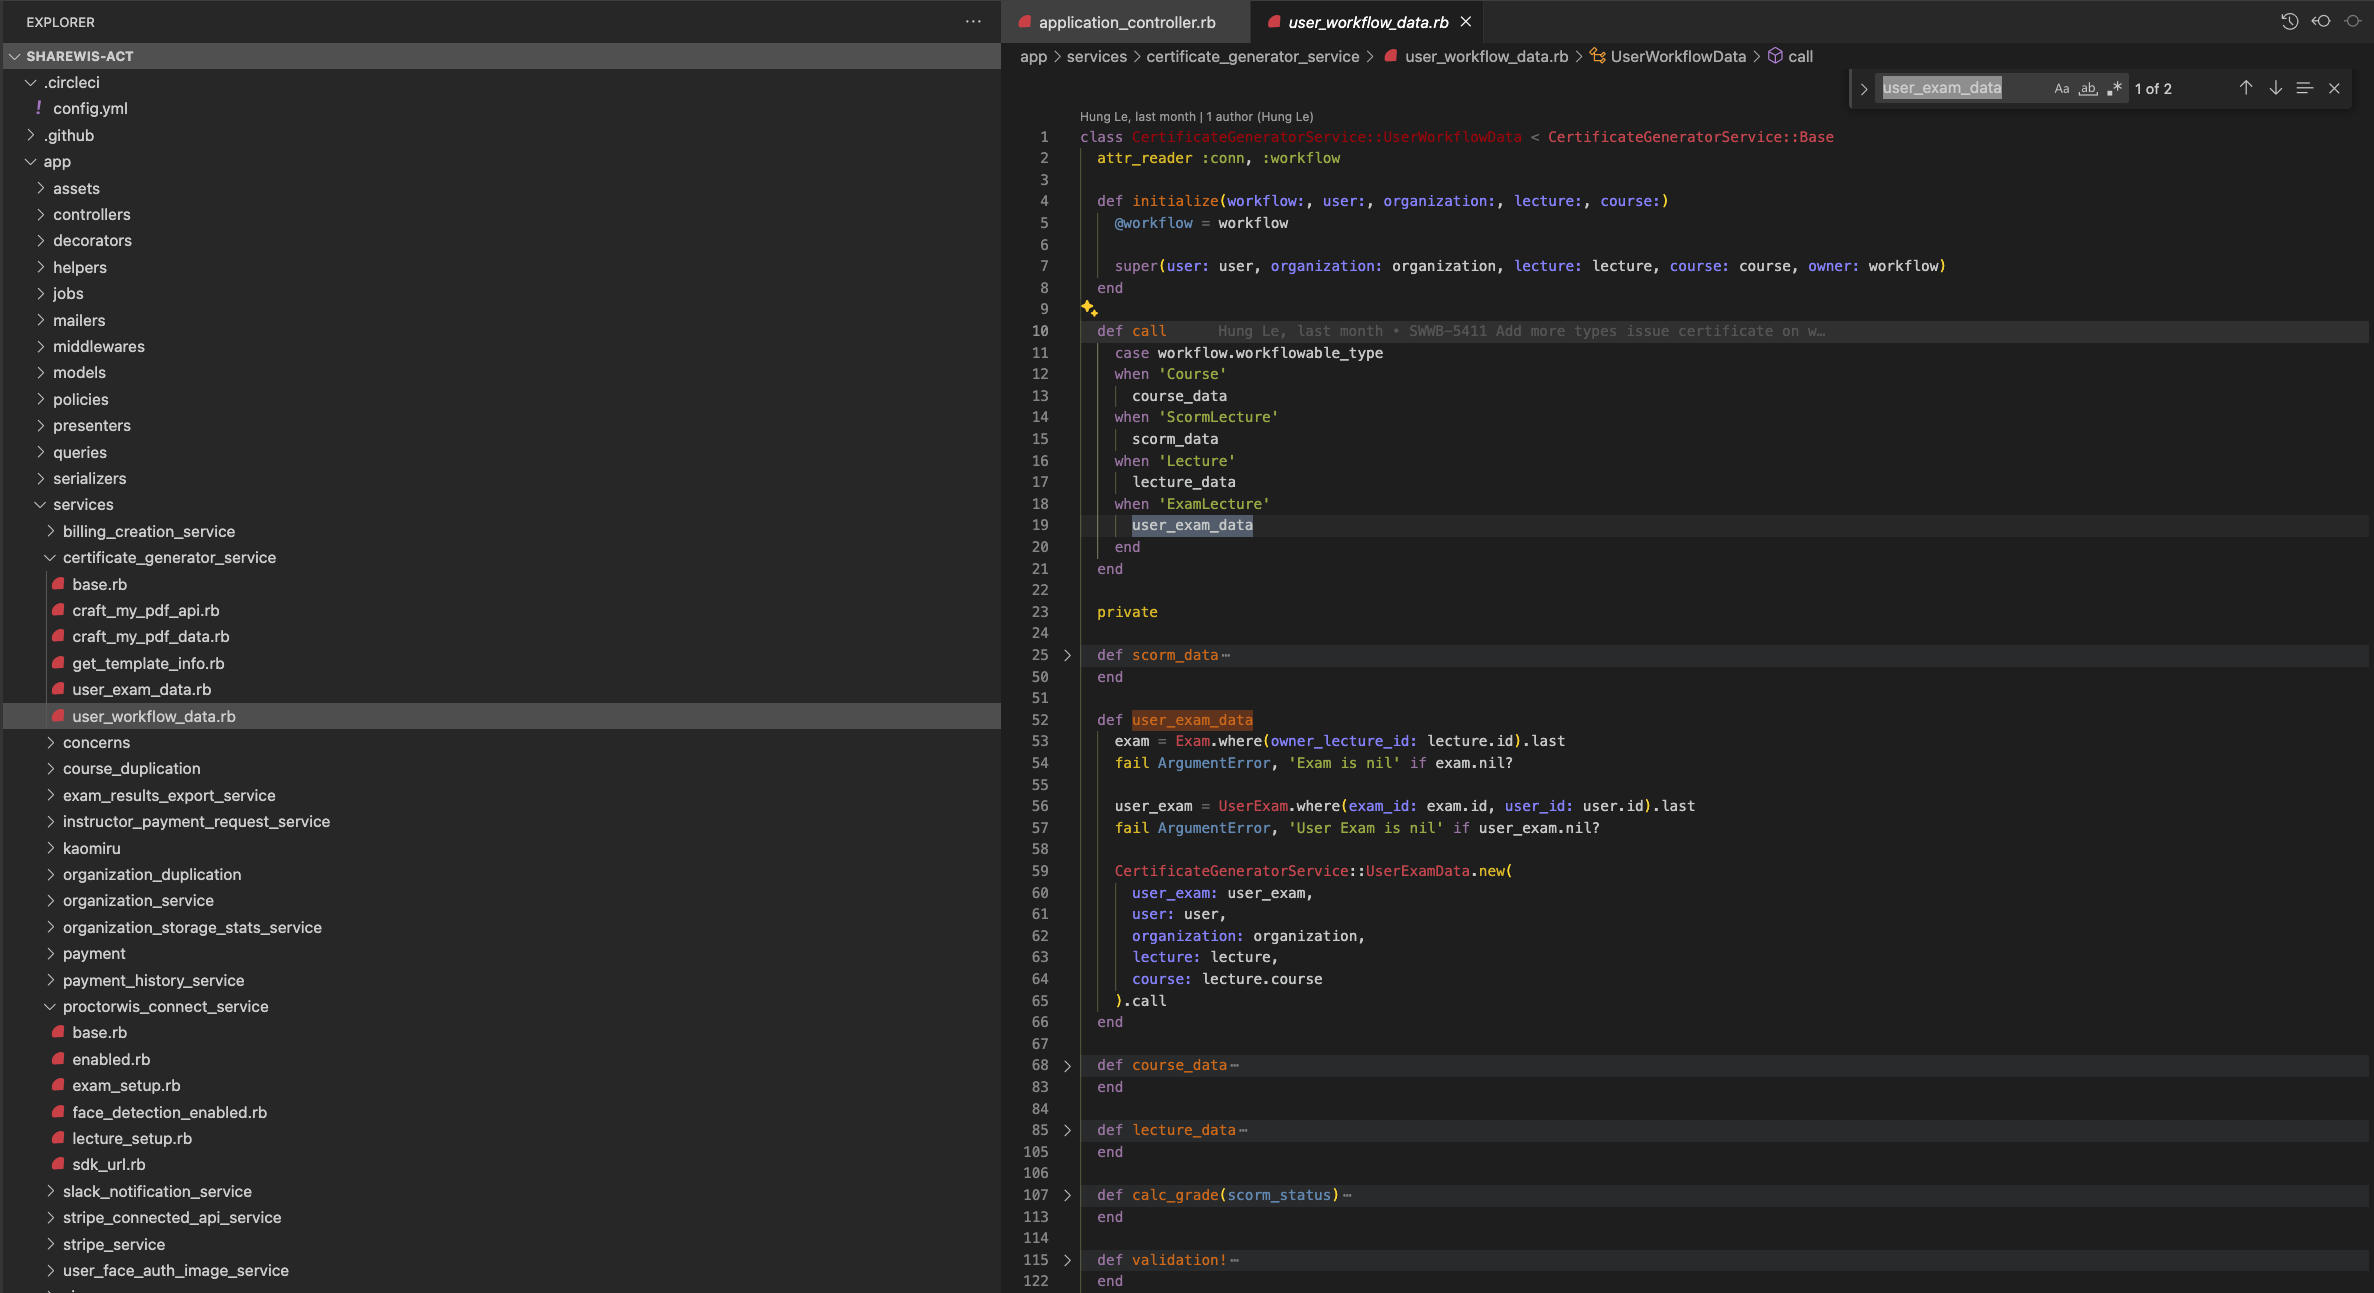 EXPLORER
SHAREWIS-ACT
.circleci
! config.yml
.github
app
assets
controllers
decorators
helpers
jobs
mailers
middlewares
models
policies
presenters
queries
serializers
services
billing_creation_service
certificate_generator_service
base.rb
craft_my_pdf_api.rb
craft_my_pdf_data.rb
get_template_info.rb
user_exam_data.rb
user_workflow_data.rb
concerns
course_duplication
exam_results_export_service
instructor_payment_request_service
kaomiru
organization_duplication
organization_service
organization_storage_stats_service
payment
payment_history_service
proctorwis_connect_service
base.rb
enabled.rb
exam_setup.rb
face_detection_enabled.rb
lecture_setup.rb
sdk_url.rb
slack_notification_service
stripe_connected_api_service
stripe_service
user_face_auth_image_service
application_controller.rb user_workflow_data.rb
app > services > certificate_generator_service > user_workflow_data.rb > UserWorkflowData > call
user_exam_data Aa ab .* 1 of 2
Hung Le, last month | 1 author (Hung Le)
1 class CertificateGeneratorService::UserWorkflowData < CertificateGeneratorService::Base
2 attr_reader :conn, :workflow
3
4 def initialize(workflow:, user:, organization:, lecture:, course:)
5 @workflow = workflow
6
7 super(user: user, organization: organization, lecture: lecture, course: course, owner: workflow)
8 end
9
10 def call Hung Le, last month • SWWB-5411 Add more types issue certificate on w…
11 case workflow.workflowable_type
12 when 'Course'
13 course_data
14 when 'ScormLecture'
15 scorm_data
16 when 'Lecture'
17 lecture_data
18 when 'ExamLecture'
19 user_exam_data
20 end
21 end
22
23 private
24
25 def scorm_data⋯
50 end
51
52 def user_exam_data
53 exam = Exam.where(owner_lecture_id: lecture.id).last
54 fail ArgumentError, 'Exam is nil' if exam.nil?
55
56 user_exam = UserExam.where(exam_id: exam.id, user_id: user.id).last
57 fail ArgumentError, 'User Exam is nil' if user_exam.nil?
58
59 CertificateGeneratorService::UserExamData.new(
60 user_exam: user_exam,
61 user: user,
62 organization: organization,
63 lecture: lecture,
64 course: lecture.course
65 ).call
66 end
67
68 def course_data⋯
83 end
84
85 def lecture_data⋯
105 end
106
107 def calc_grade(scorm_status)⋯
113 end
114
115 def validation!⋯
122 end